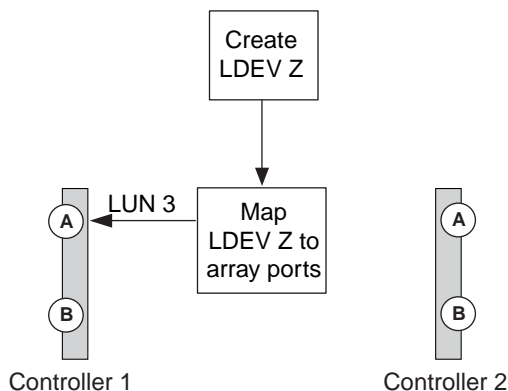 Create
LDEV Z
LUN 3
Map
LDEV Z to
array ports
A
B
A
B
Controller 1
Controller 2